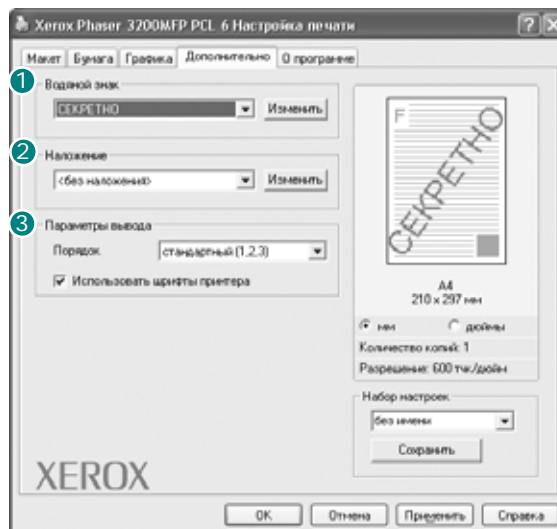 Xerox Phaser 3200MFP PCL 6 Настройка печати
Макет Бумага Графика Дополнительно О программе
1
Водяной знак
СЕКРЕТНО
Изменить
2
Наложение
<без наложения>
Изменить
3
Параметры вывода
Порядок стандартный (1,2,3)
Использовать шрифты принтера
F
СЕКРЕТНО
A4
210 x 297 мм
мм дюймы
Количество копий: 1
Разрешение: 600 тчк/дюйм
Набор настроек
без имени
Сохранить
XEROX
OK Отмена Применить Справка